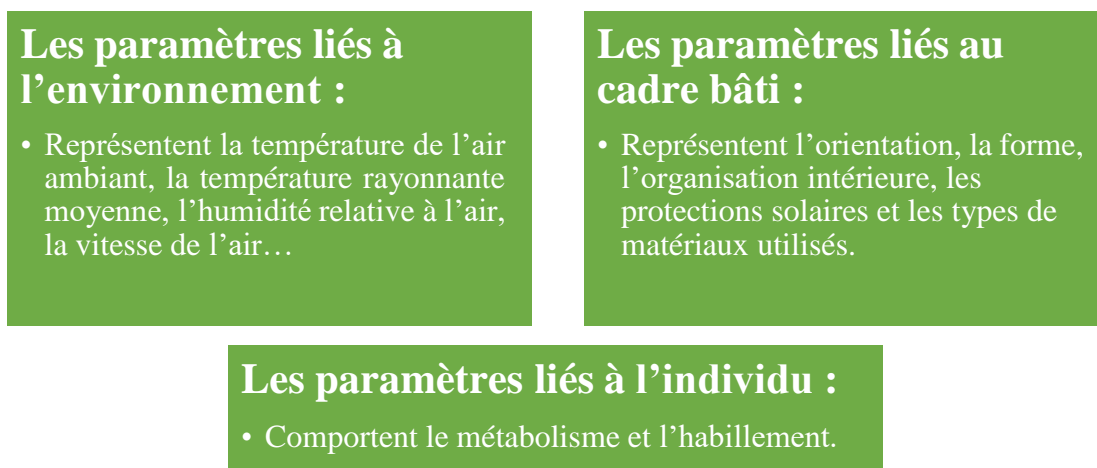 Les paramètres liés à
l’environnement :
• Représentent la température de l’air
ambiant, la température rayonnante
moyenne, l’humidité relative à l’air,
la vitesse de l’air…
Les paramètres liés au
cadre bâti :
• Représentent l’orientation, la forme,
l’organisation intérieure, les
protections solaires et les types de
matériaux utilisés.
Les paramètres liés à l’individu :
• Comportent le métabolisme et l’habillement.